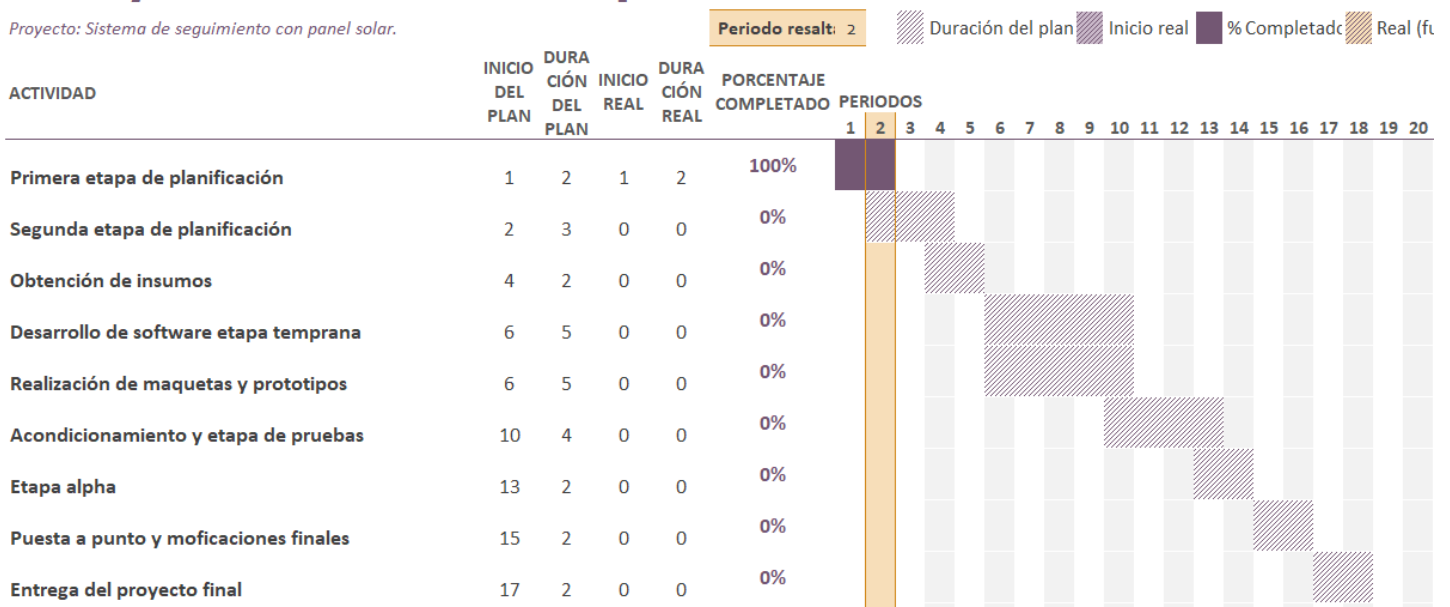 Proyecto: Sistema de seguimiento con panel solar.
Periodo resalt: 2 Duración del plan Inicio real % Completado Real (fu
ACTIVIDAD INICIO DEL PLAN DURA CIÓN DEL PLAN INICIO REAL DURA CIÓN REAL PORCENTAJE COMPLETADO PERIODOS
1 2 3 4 5 6 7 8 9 10 11 12 13 14 15 16 17 18 19 20
Primera etapa de planificación 1 2 1 2 100%
Segunda etapa de planificación 2 3 0 0 0%
Obtención de insumos 4 2 0 0 0%
Desarrollo de software etapa temprana 6 5 0 0 0%
Realización de maquetas y prototipos 6 5 0 0 0%
Acondicionamiento y etapa de pruebas 10 4 0 0 0%
Etapa alpha 13 2 0 0 0%
Puesta a punto y moficaciones finales 15 2 0 0 0%
Entrega del proyecto final 17 2 0 0 0%